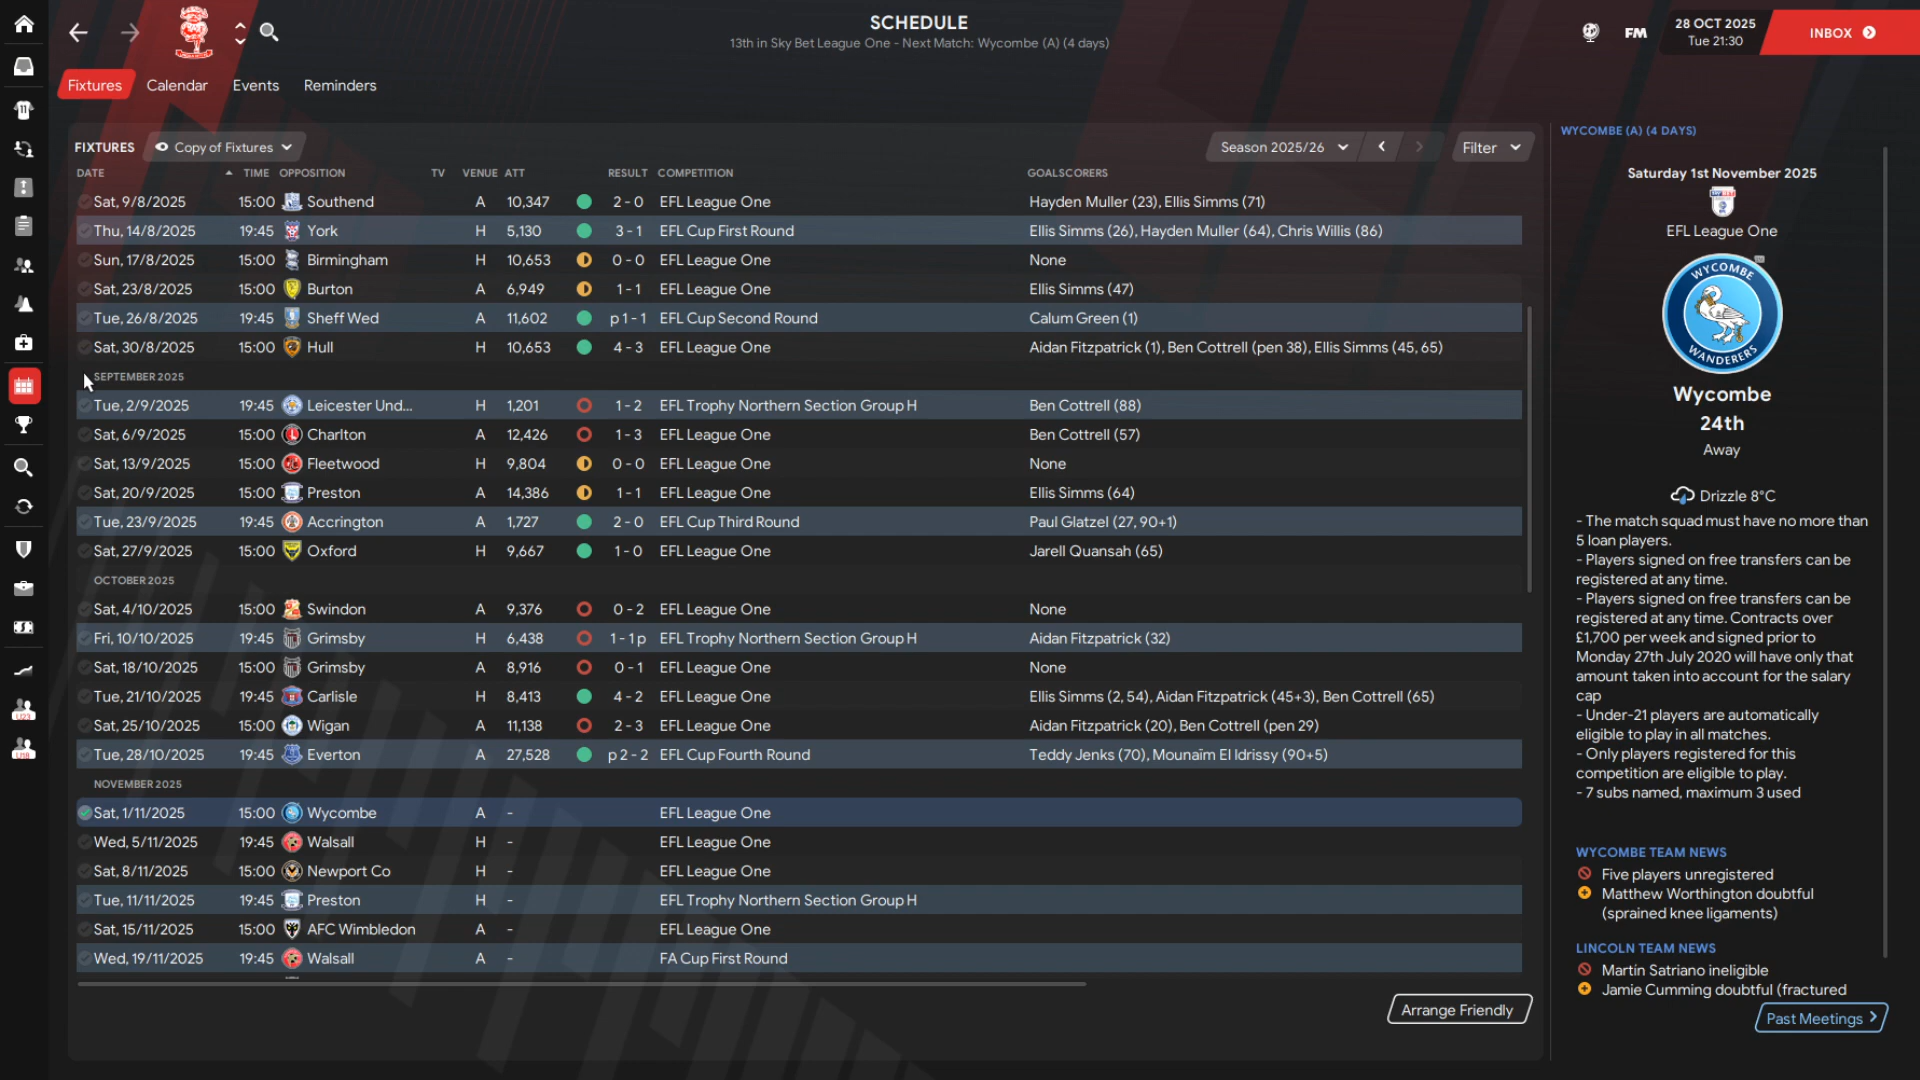 SCHEDULE
13th in Sky Bet League One - Next Match: Wycombe (A) (4 days)
FM
28 OCT 2025
Tue 21:30
INBOX
Fixtures Calendar Events Reminders
FIXTURES Copy of Fixtures Season 2025/26 Filter
DATE TIME OPPOSITION TV VENUE ATT RESULT COMPETITION GOALSCORERS
Sat, 9/8/2025 15:00 Southend A 10,347 2 - 0 EFL League One Hayden Muller (23), Ellis Simms (71)
Thu, 14/8/2025 19:45 York H 5,130 3 - 1 EFL Cup First Round Ellis Simms (26), Hayden Muller (64), Chris Willis (86)
Sun, 17/8/2025 15:00 Birmingham H 10,653 0 - 0 EFL League One None
Sat, 23/8/2025 15:00 Burton A 6,949 1 - 1 EFL League One Ellis Simms (47)
Tue, 26/8/2025 19:45 Sheff Wed A 11,602 p 1 - 1 EFL Cup Second Round Calum Green (1)
Sat, 30/8/2025 15:00 Hull H 10,653 4 - 3 EFL League One Aidan Fitzpatrick (1), Ben Cottrell (pen 38), Ellis Simms (45, 65)
SEPTEMBER 2025
Tue, 2/9/2025 19:45 Leicester Und... H 1,201 1 - 2 EFL Trophy Northern Section Group H Ben Cottrell (88)
Sat, 6/9/2025 15:00 Charlton A 12,426 1 - 3 EFL League One Ben Cottrell (57)
Sat, 13/9/2025 15:00 Fleetwood H 9,804 0 - 0 EFL League One None
Sat, 20/9/2025 15:00 Preston A 14,386 1 - 1 EFL League One Ellis Simms (64)
Tue, 23/9/2025 19:45 Accrington A 1,727 2 - 0 EFL Cup Third Round Paul Glatzel (27, 90+1)
Sat, 27/9/2025 15:00 Oxford H 9,667 1 - 0 EFL League One Jarell Quansah (65)
OCTOBER 2025
Sat, 4/10/2025 15:00 Swindon A 9,376 0 - 2 EFL League One None
Fri, 10/10/2025 19:45 Grimsby H 6,438 1 - 1 p EFL Trophy Northern Section Group H Aidan Fitzpatrick (32)
Sat, 18/10/2025 15:00 Grimsby A 8,916 0 - 1 EFL League One None
Tue, 21/10/2025 19:45 Carlisle H 8,413 4 - 2 EFL League One Ellis Simms (2, 54), Aidan Fitzpatrick (45+3), Ben Cottrell (65)
Sat, 25/10/2025 15:00 Wigan A 11,138 2 - 3 EFL League One Aidan Fitzpatrick (20), Ben Cottrell (pen 29)
Tue, 28/10/2025 19:45 Everton A 27,528 p 2 - 2 EFL Cup Fourth Round Teddy Jenks (70), Mounaïm El Idrissy (90+5)
NOVEMBER 2025
Sat, 1/11/2025 15:00 Wycombe A - EFL League One
Wed, 5/11/2025 19:45 Walsall H - EFL League One
Sat, 8/11/2025 15:00 Newport Co H - EFL League One
Tue, 11/11/2025 19:45 Preston H - EFL Trophy Northern Section Group H
Sat, 15/11/2025 15:00 AFC Wimbledon A - EFL League One
Wed, 19/11/2025 19:45 Walsall A - FA Cup First Round
Arrange Friendly
WYCOMBE (A) (4 DAYS)
Saturday 1st November 2025
EFL League One
WYCOMBE
WANDERERS
Wycombe
24th
Away
Drizzle 8°C
- The match squad must have no more than
5 loan players.
- Players signed on free transfers can be
registered at any time.
- Players signed on free transfers can be
registered at any time. Contracts over
£1,700 per week and signed prior to
Monday 27th July 2020 will have only that
amount taken into account for the salary
cap
- Under-21 players are automatically
eligible to play in all matches.
- Only players registered for this
competition are eligible to play.
- 7 subs named, maximum 3 used
WYCOMBE TEAM NEWS
Five players unregistered
Matthew Worthington doubtful
(sprained knee ligaments)
LINCOLN TEAM NEWS
Martín Satriano ineligible
Jamie Cumming doubtful (fractured
Past Meetings